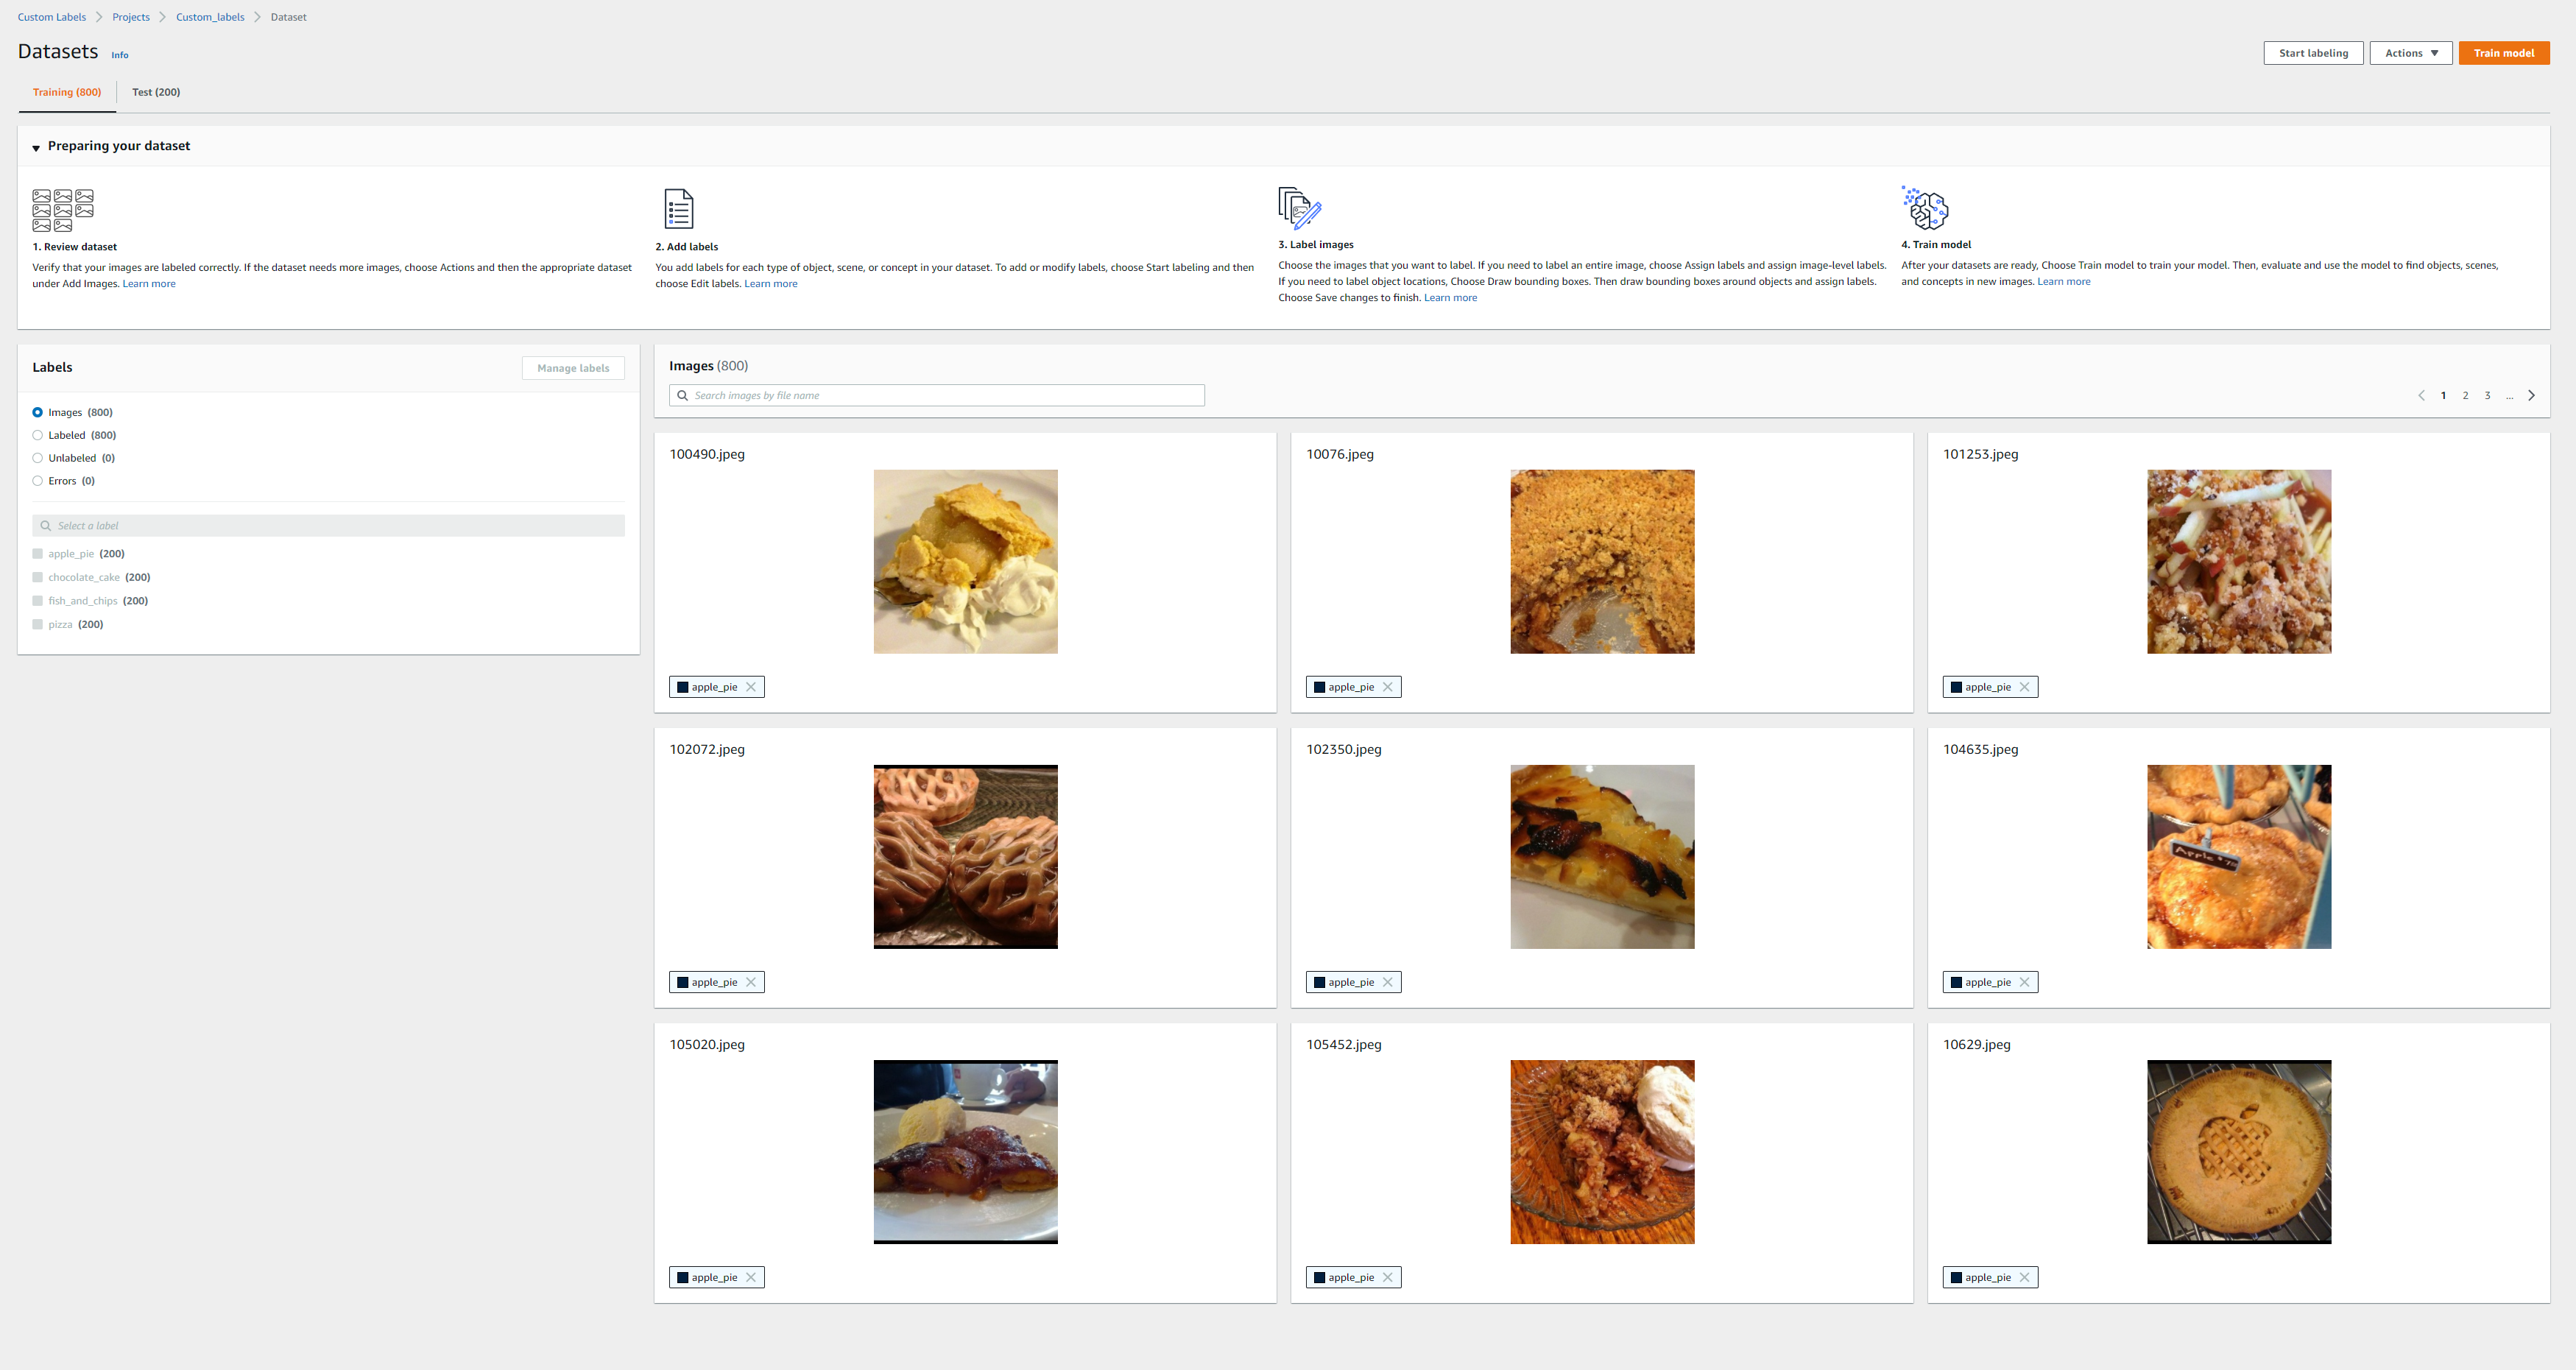 Custom Labels
Projects
Custom_labels
Dataset
Datasets Info
Start labeling
Actions
Train model
Training (800)
Test (200)
Preparing your dataset
1. Review dataset
Verify that your images are labeled correctly. If the dataset needs more images, choose Actions and then the appropriate dataset
under Add Images. Learn more
2. Add labels
You add labels for each type of object, scene, or concept in your dataset. To add or modify labels, choose Start labeling and then
choose Edit labels. Learn more
3. Label images
Choose the images that you want to label. If you need to label an entire image, choose Assign labels and assign image-level labels.
If you need to label object locations, Choose Draw bounding boxes. Then draw bounding boxes around objects and assign labels.
Choose Save changes to finish. Learn more
4. Train model
After your datasets are ready, Choose Train model to train your model. Then, evaluate and use the model to find objects, scenes,
and concepts in new images. Learn more
Labels
Manage labels
Images (800)
Labeled (800)
Unlabeled (0)
Errors (0)
Select a label
apple_pie (200)
chocolate_cake (200)
fish_and_chips (200)
pizza (200)
Images (800)
Search images by file name
1 2 3 ...
100490.jpeg
apple_pie
10076.jpeg
apple_pie
101253.jpeg
apple_pie
102072.jpeg
apple_pie
102350.jpeg
apple_pie
104635.jpeg
Apple
apple_pie
105020.jpeg
apple_pie
105452.jpeg
apple_pie
10629.jpeg
apple_pie